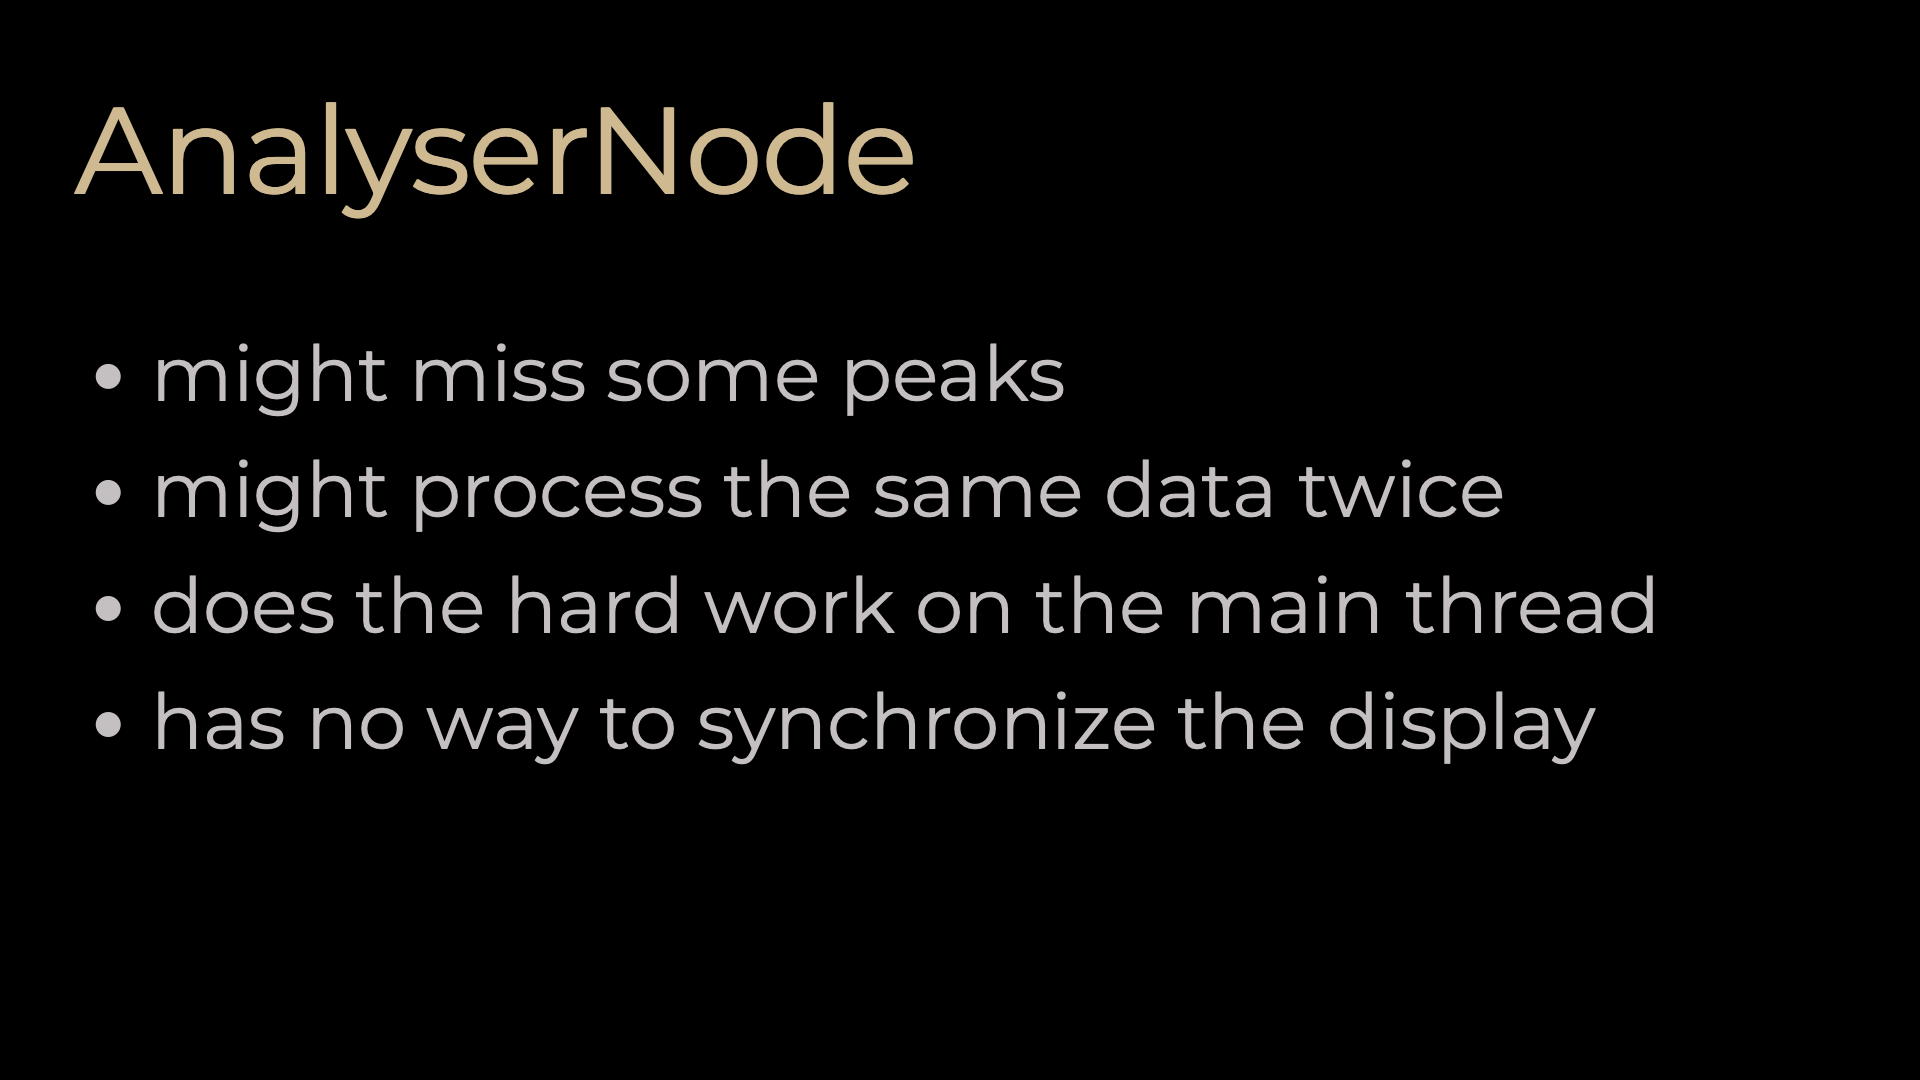 AnalyserNode
• might miss some peaks
• might process the same data twice
• does the hard work on the main thread
• has no way to synchronize the display